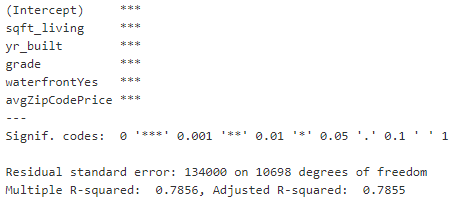 (Intercept)     ***
sqft_living     ***
yr_built        ***
grade           ***
waterfrontYes   ***
avgZipCodePrice ***
---
Signif. codes:  0 '***' 0.001 '**' 0.01 '*' 0.05 '.' 0.1 ' ' 1
Residual standard error: 134000 on 10698 degrees of freedom
Multiple R-squared:  0.7856, Adjusted R-squared:  0.7855